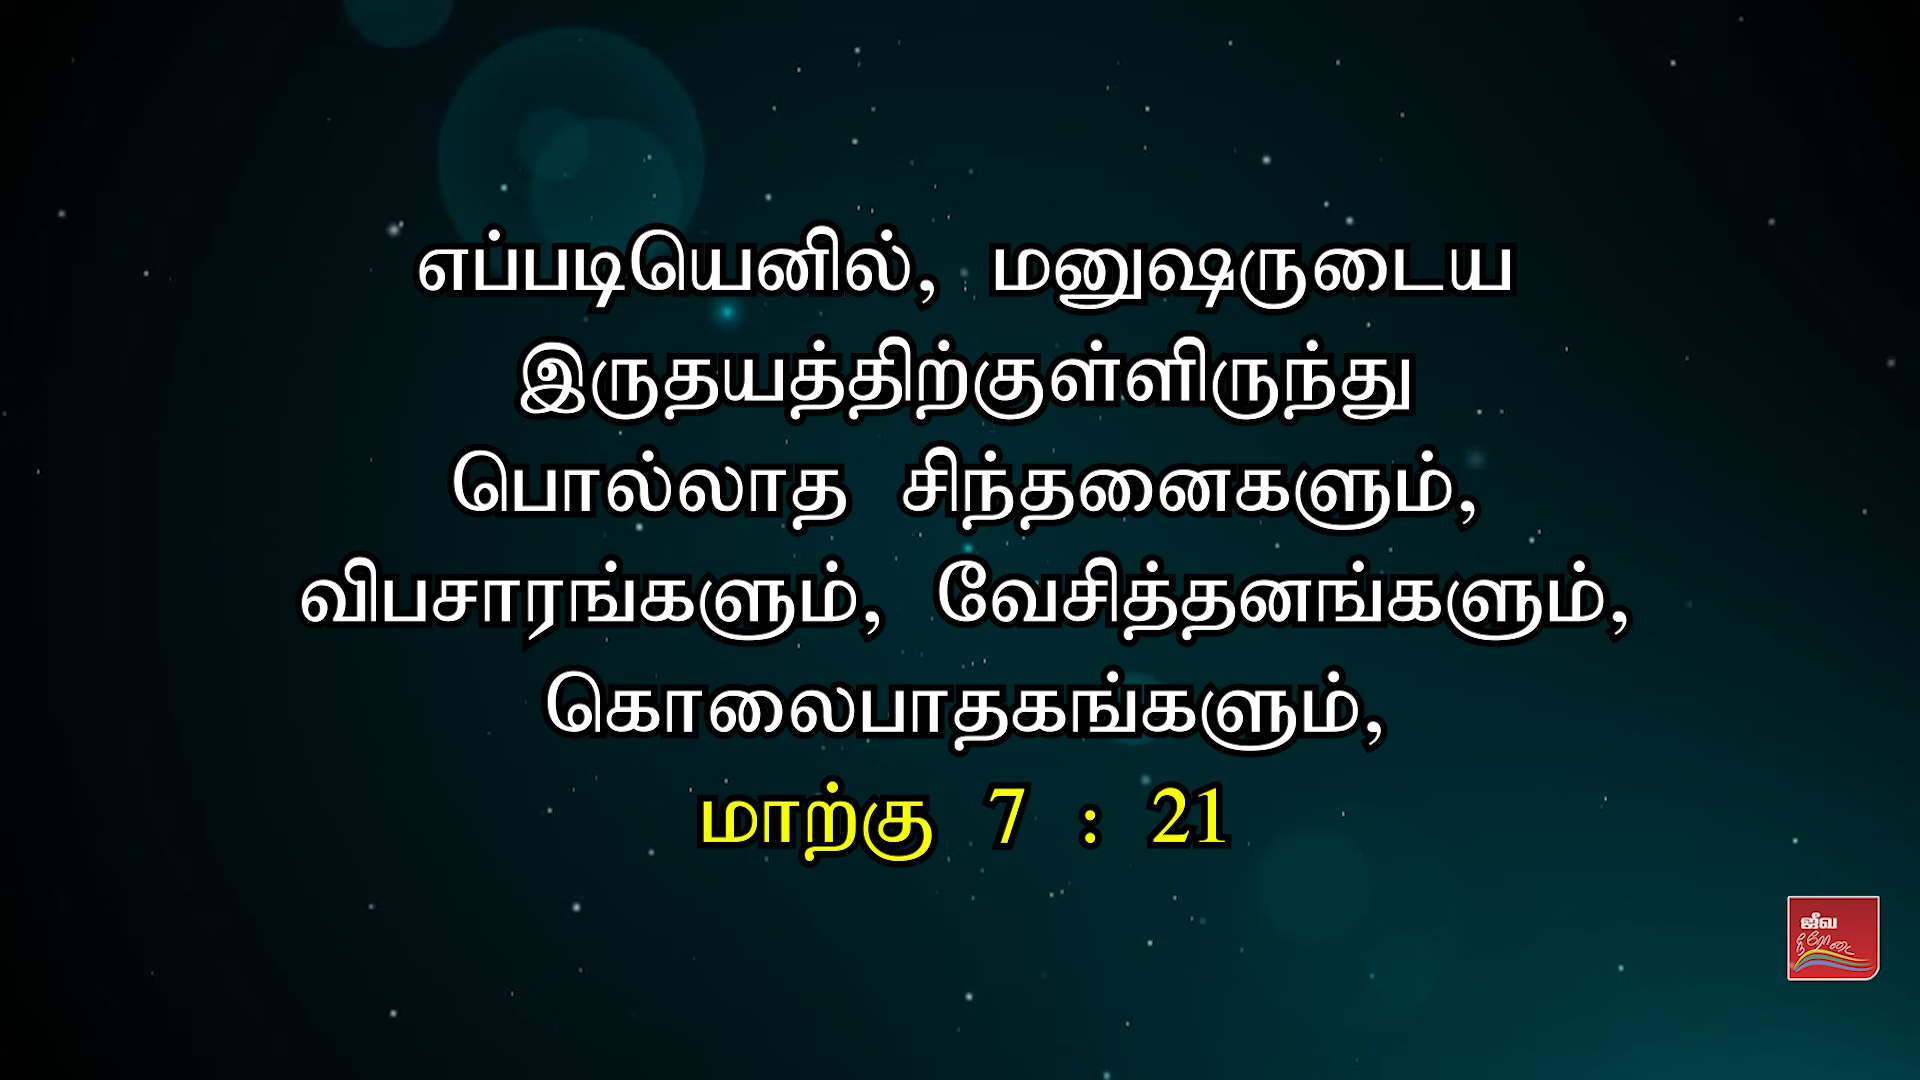 எப்படியெனில், மனுஷருடைய
இருதயத்திற்குள்ளிருந்து
பொல்லாத சிந்தனைகளும்,
விபசாரங்களும், வேசித்தனங்களும்,
கொலைபாதகங்களும்,
மாற்கு 7 : 21
ஜீவ
நீரோடை